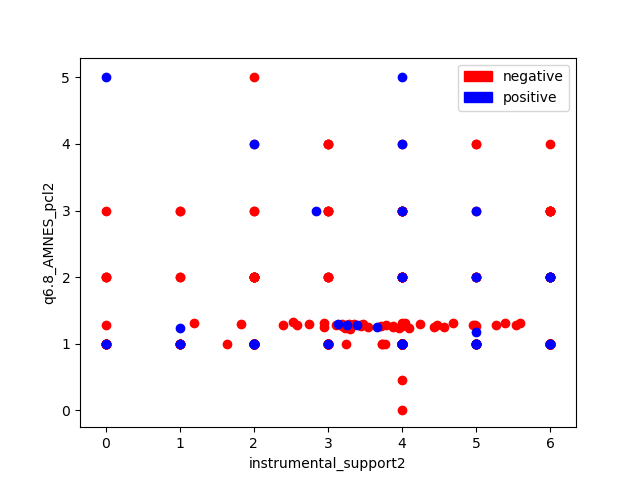 negative
positive
5
4
3
2
1
0
q6.8_AMNES_pcl2
0 1 2 3 4 5 6
instrumental_support2